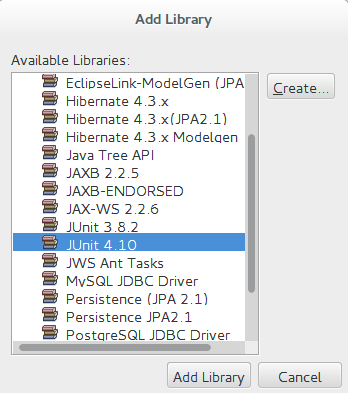 Add Library
Available Libraries:
EclipseLink-ModelGen (JPA
Create...
Hibernate 4.3.x
Hibernate 4.3.x(JPA2.1)
Hibernate 4.3.x Modelgen
Java Tree API
JAXB 2.2.5
JAXB-ENDORSED
JAX-WS 2.2.6
JUnit 3.8.2
JUnit 4.10
JWS Ant Tasks
MySQL JDBC Driver
Persistence (JPA 2.1)
Persistence JPA2.1
PostgreSQL JDBC Driver
Add Library
Cancel